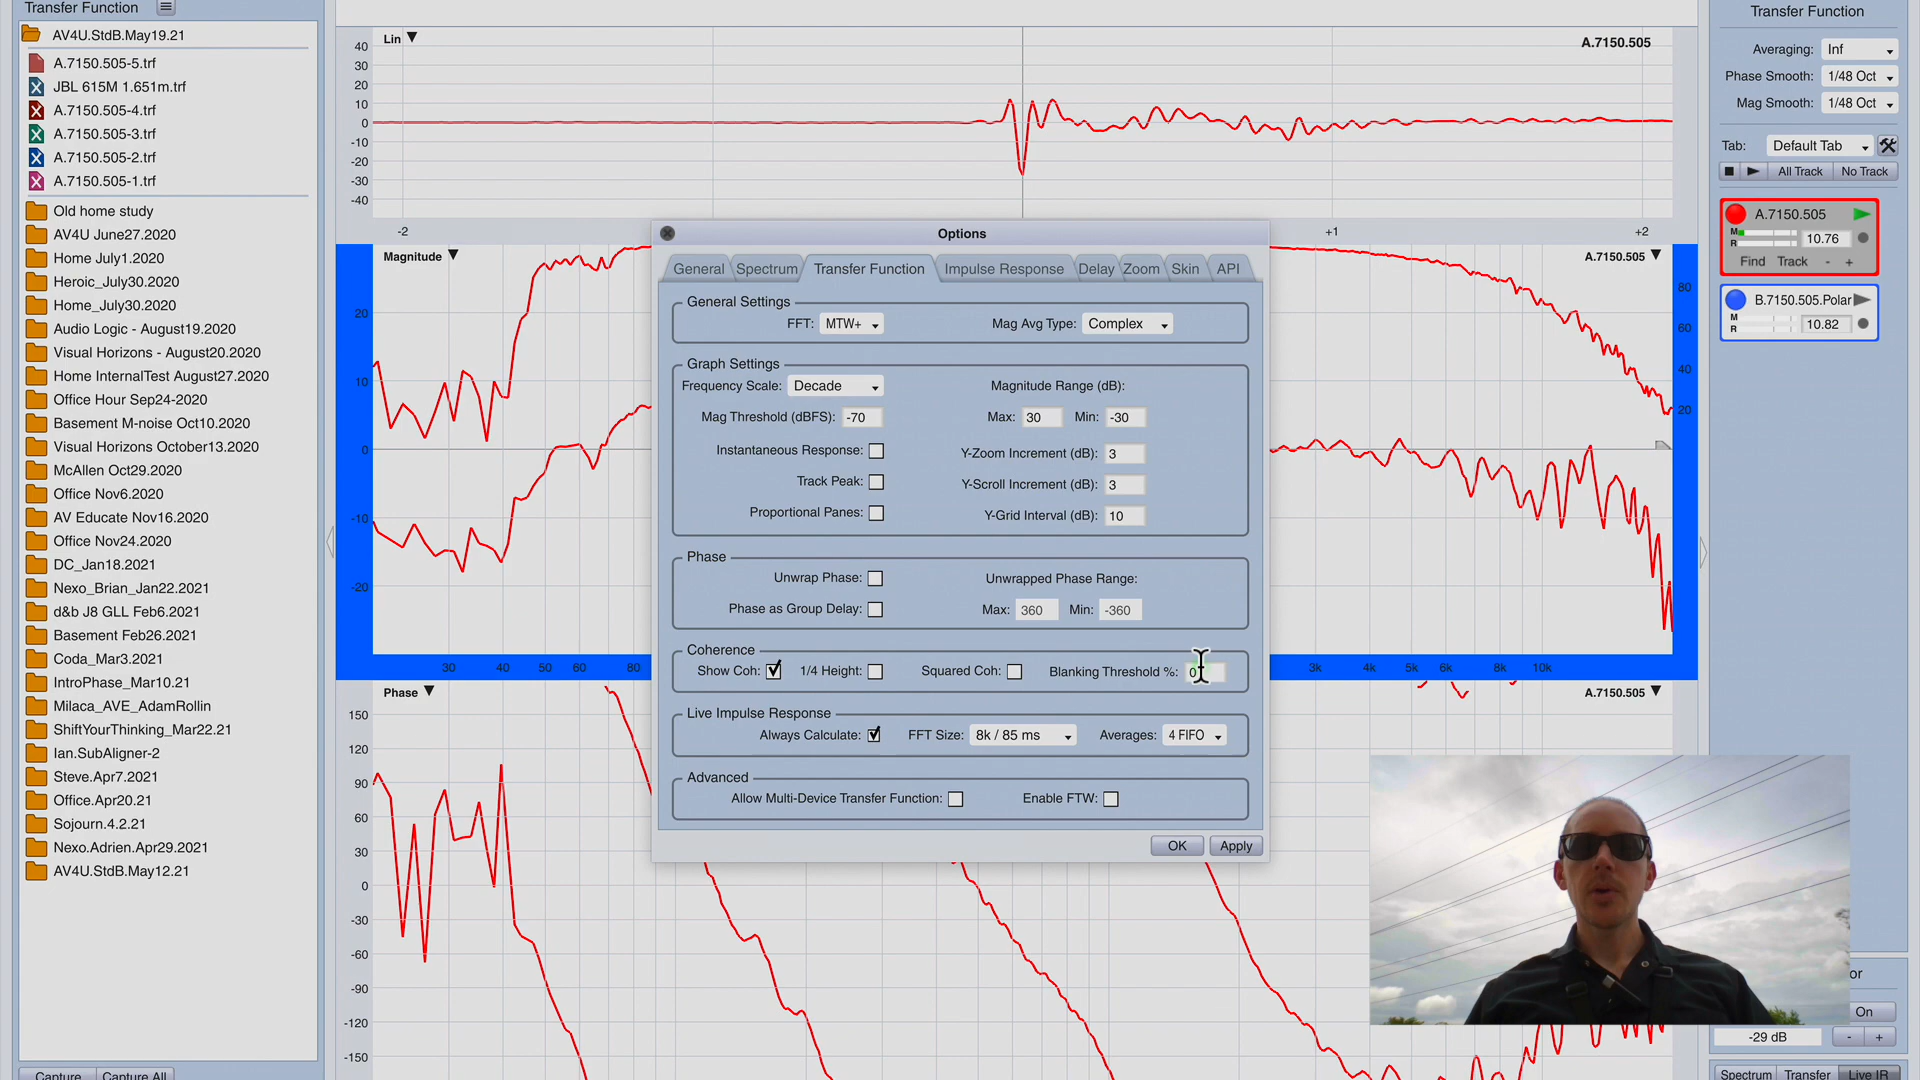 Transfer Function
AV4U.StdB.May19.21
A.7150.505-5.trf
JBL 615M 1.651m.trf
A.7150.505-4.trf
A.7150.505-3.trf
A.7150.505-2.trf
A.7150.505-1.trf
Old home study
AV4U June27.2020
Home July1.2020
Heroic_July30.2020
Home_July30.2020
Audio Logic - August19.2020
Visual Horizons - August20.2020
Home InternalTest August27.2020
Office Hour Sep24-2020
Basement M-noise Oct10.2020
Visual Horizons October13.2020
McAllen Oct29.2020
Office Nov6.2020
AV Educate Nov16.2020
Office Nov24.2020
DC_Jan18.2021
Nexo_Brian_Jan22.2021
d&b J8 GLL Feb6.2021
Basement Feb26.2021
Coda_Mar3.2021
IntroPhase_Mar10.21
Milaca_AVE_AdamRollin
ShiftYourThinking_Mar22.21
Ian.SubAligner-2
Steve.Apr7.2021
Office.Apr20.21
Sojourn.4.2.21
Nexo.Adrien.Apr29.2021
AV4U.StdB.May12.21
Capture Capture All
Lin A.7150.505
40
30
20
10
0
-10
-20
-30
-40
-2 +1 +2
Magnitude A.7150.505
20
10
0
-10
-20
80
60
40
20
30 40 50 60 80 3k 4k 5k 6k 8k 10k
Phase A.7150.505
150
120
90
60
30
0
-30
-60
-90
-120
-150
Options
General Spectrum Transfer Function Impulse Response Delay Zoom Skin API
General Settings
FFT: MTW+ Mag Avg Type: Complex
Graph Settings
Frequency Scale: Decade Magnitude Range (dB):
Mag Threshold (dBFS): -70 Max: 30 Min: -30
Instantaneous Response: Y-Zoom Increment (dB): 3
Track Peak: Y-Scroll Increment (dB): 3
Proportional Panes: Y-Grid Interval (dB): 10
Phase
Unwrap Phase: Unwrapped Phase Range:
Phase as Group Delay: Max: 360 Min: -360
Coherence
Show Coh: 1/4 Height: Squared Coh: Blanking Threshold %: 0
Live Impulse Response
Always Calculate: FFT Size: 8k / 85 ms Averages: 4 FIFO
Advanced
Allow Multi-Device Transfer Function: Enable FTW:
OK Apply
Transfer Function
Averaging: Inf
Phase Smooth: 1/48 Oct
Mag Smooth: 1/48 Oct
Tab: Default Tab
All Track No Track
A.7150.505
M
R
10.76
Find Track - +
B.7150.505.Polar
M
R
10.82
or
On
-29 dB - +
Spectrum Transfer Live IR